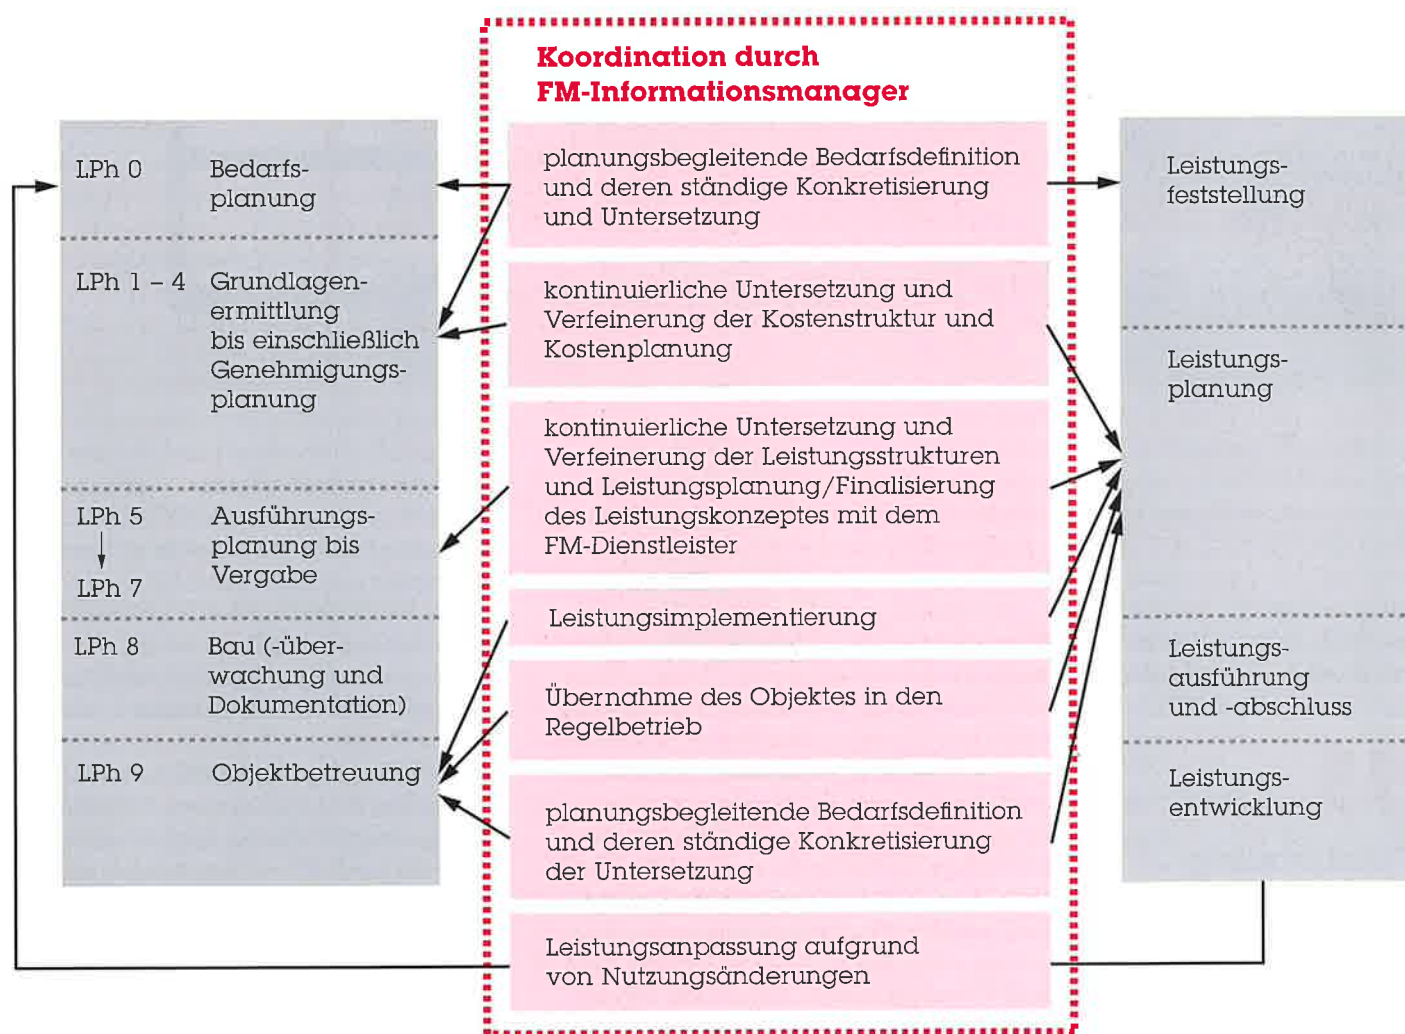 Koordination durch
FM-Informationsmanager
LPh 0 Bedarfs-
planung
LPh 1 – 4 Grundlagen-
ermittlung
bis einschließlich
Genehmigungs-
planung
LPh 5 Ausführungs-
planung bis
LPh 7 Vergabe
LPh 8 Bau (-über-
wachung und
Dokumentation)
LPh 9 Objektbetreuung
planungsbegleitende Bedarfsdefinition
und deren ständige Konkretisierung
und Untersetzung
kontinuierliche Untersetzung und
Verfeinerung der Kostenstruktur und
Kostenplanung
kontinuierliche Untersetzung und
Verfeinerung der Leistungsstrukturen
und Leistungsplanung/Finalisierung
des Leistungskonzeptes mit dem
FM-Dienstleister
Leistungsimplementierung
Übernahme des Objektes in den
Regelbetrieb
planungsbegleitende Bedarfsdefinition
und deren ständige Konkretisierung
der Untersetzung
Leistungsanpassung aufgrund
von Nutzungsänderungen
Leistungs-
feststellung
Leistungs-
planung
Leistungs-
ausführung
und -abschluss
Leistungs-
entwicklung